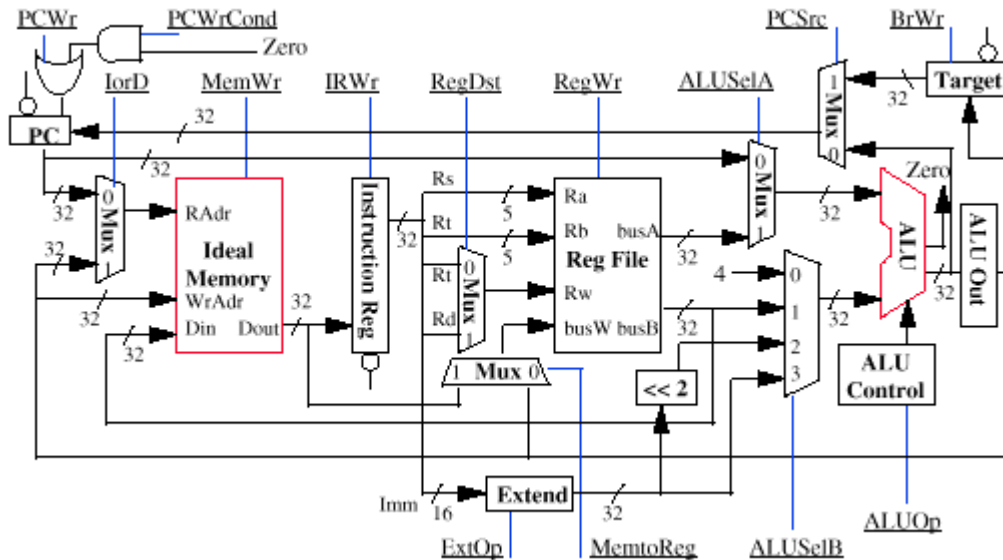 PCWr
PCWrCond
Zero
PCSrc
BrWr
IorD
MemWr
IRWr
RegDst
RegWr
ALUSelA
1
Mux
0
32
Target
PC
32
32
32
0
Mux
1
32
RAdr
Ideal
Memory
WrAdr
Din
Dout
32
32
32
Instruction Reg
32
Rs
Rt
Rt
Rd
5
5
0
Mux
1
Ra
Rb
busA
Reg File
Rw
busW
busB
32
32
0
Mux
1
32
4
0
1
2
3
32
Zero
ALU
32
ALU Out
1 Mux 0
<< 2
ALU
Control
Imm
16
Extend
32
ExtOp
MemtoReg
ALUSelB
ALUOp